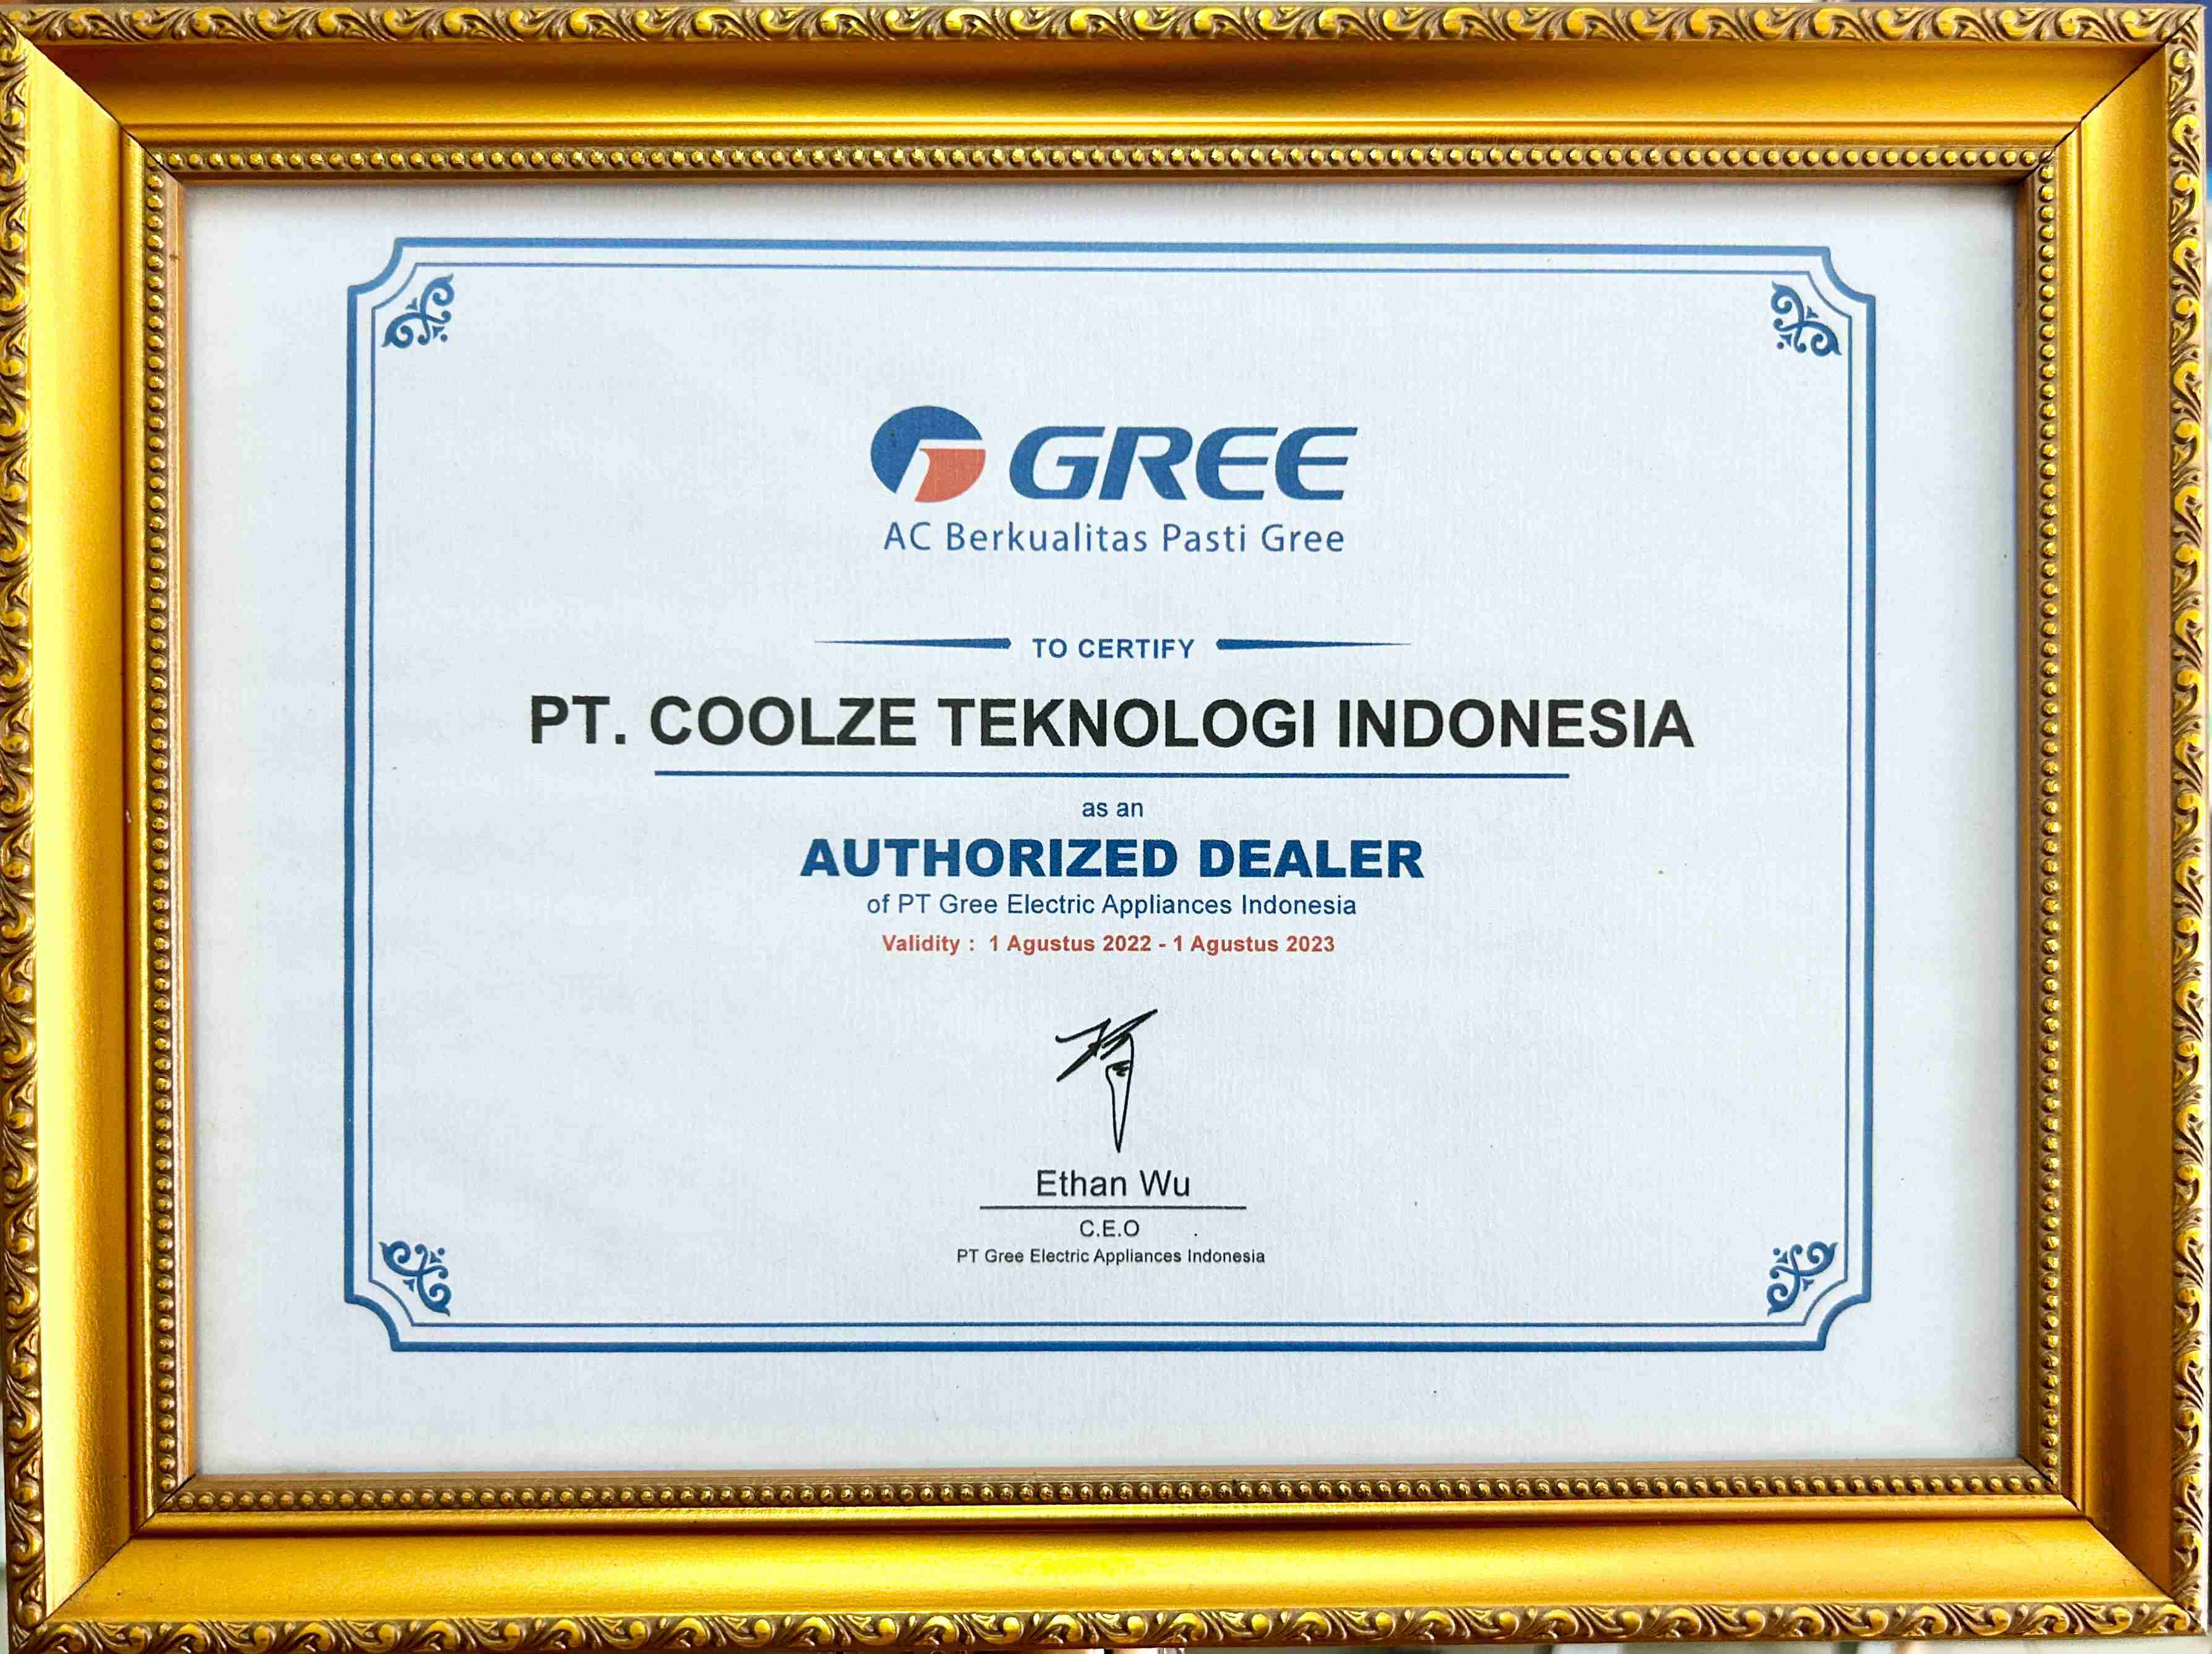 GREE
AC Berkualitas Pasti Gree
TO CERTIFY
PT. COOLZE TEKNOLOGI INDONESIA
as an
AUTHORIZED DEALER
of PT Gree Electric Appliances Indonesia
Validity : 1 Agustus 2022 - 1 Agustus 2023
Ethan Wu
C.E.O
PT Gree Electric Appliances Indonesia